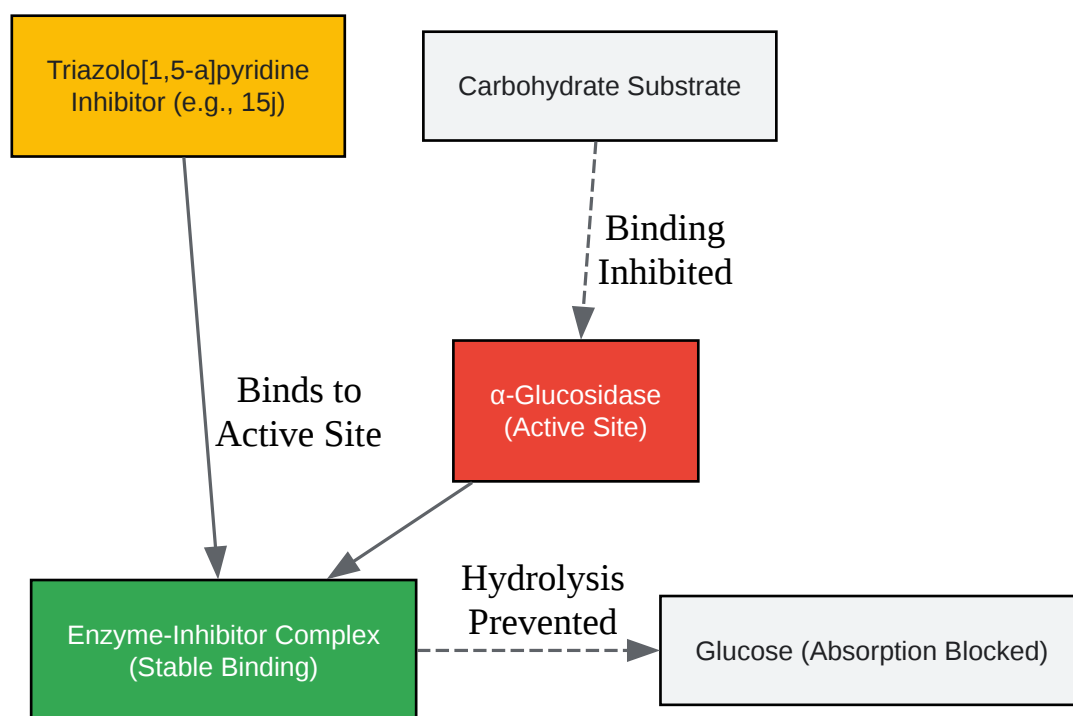 Triazolo[1,5-a]pyridine
Inhibitor (e.g., 15j)
Carbohydrate Substrate
Binding
Inhibited
Binds to
Active Site
α-Glucosidase
(Active Site)
Enzyme-Inhibitor Complex
(Stable Binding)
Hydrolysis
Prevented
Glucose (Absorption Blocked)